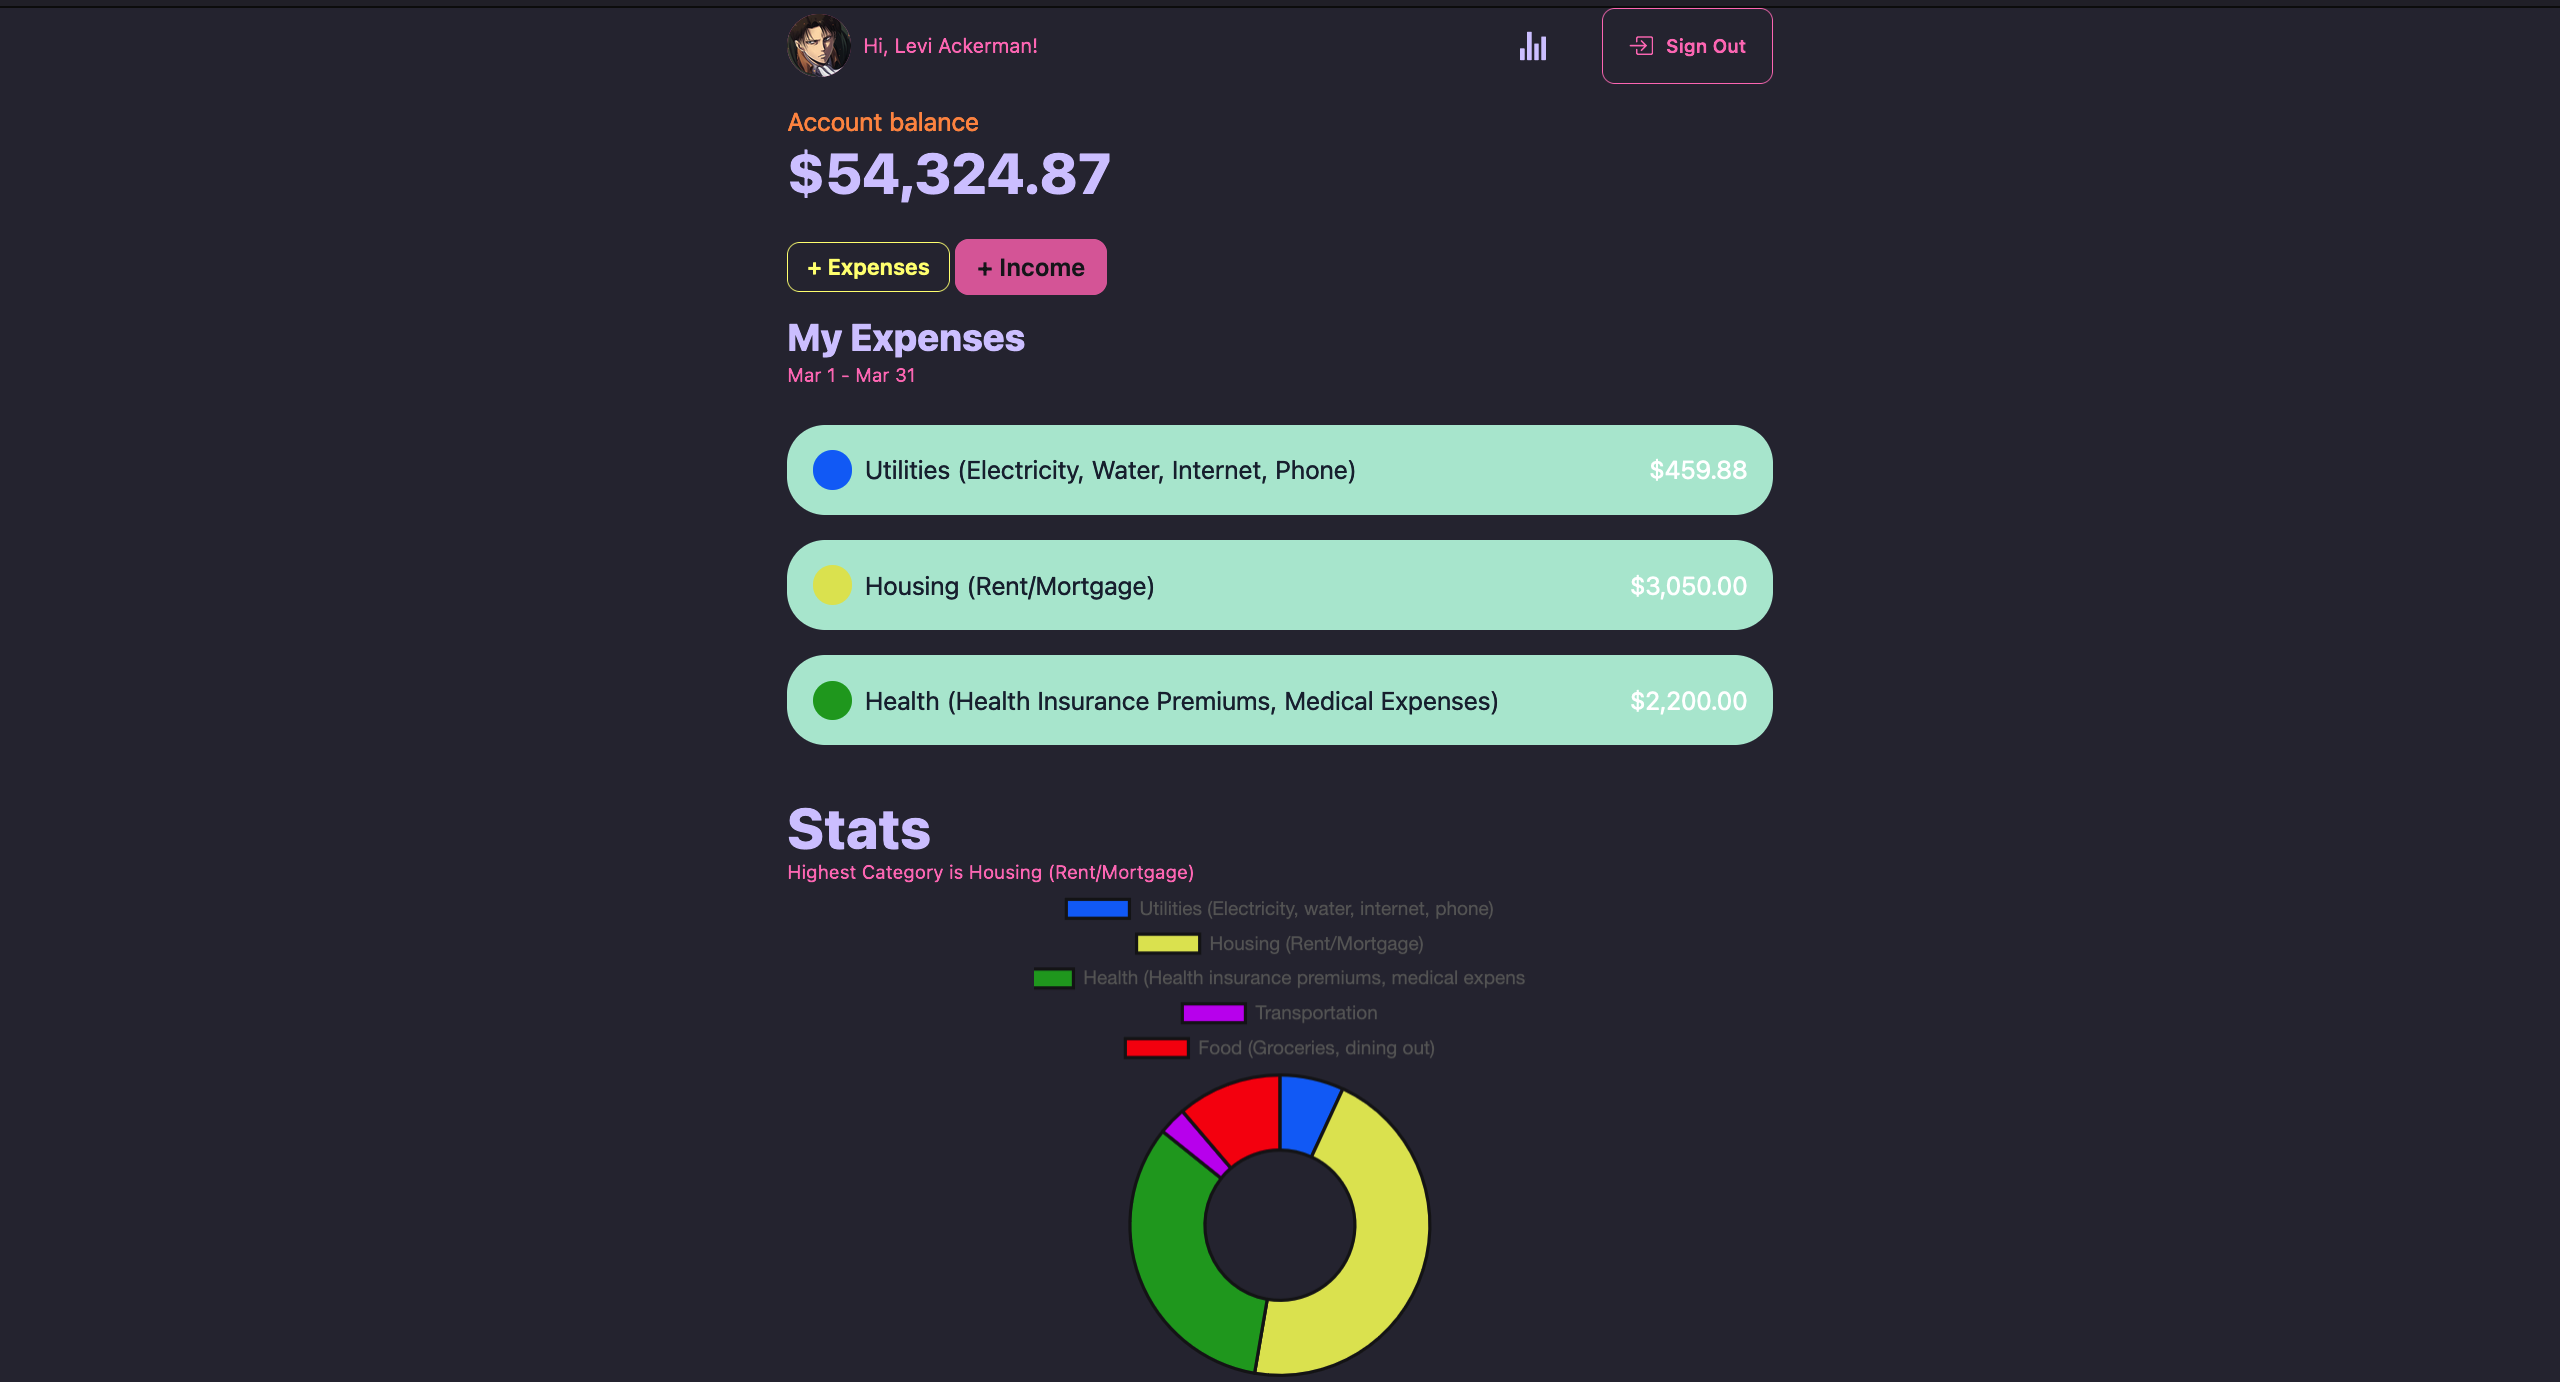 Hi, Levi Ackerman!
Sign Out
Account balance
$54,324.87
+ Expenses
+ Income
My Expenses
Mar 1 - Mar 31
Utilities (Electricity, Water, Internet, Phone) $459.88
Housing (Rent/Mortgage) $3,050.00
Health (Health Insurance Premiums, Medical Expenses) $2,200.00
Stats
Highest Category is Housing (Rent/Mortgage)
Utilities (Electricity, water, internet, phone)
Housing (Rent/Mortgage)
Health (Health insurance premiums, medical expens
Transportation
Food (Groceries, dining out)